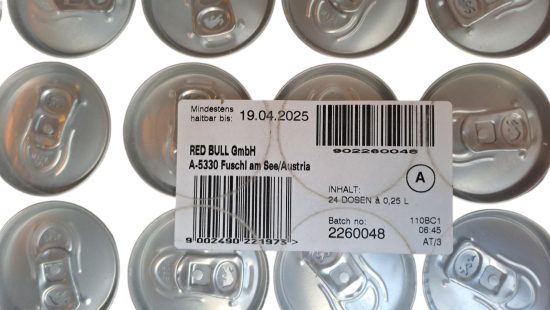 Mindestens
haltbar bis: 19.04.2025
902260048
RED BULL GmbH
A-5330 Fuschl am See/Austria
A
INHALT:
24 DOSEN à 0,25 L
Batch no: 110BC1
2260048 06:45
AT/3
9 002490 221973 >